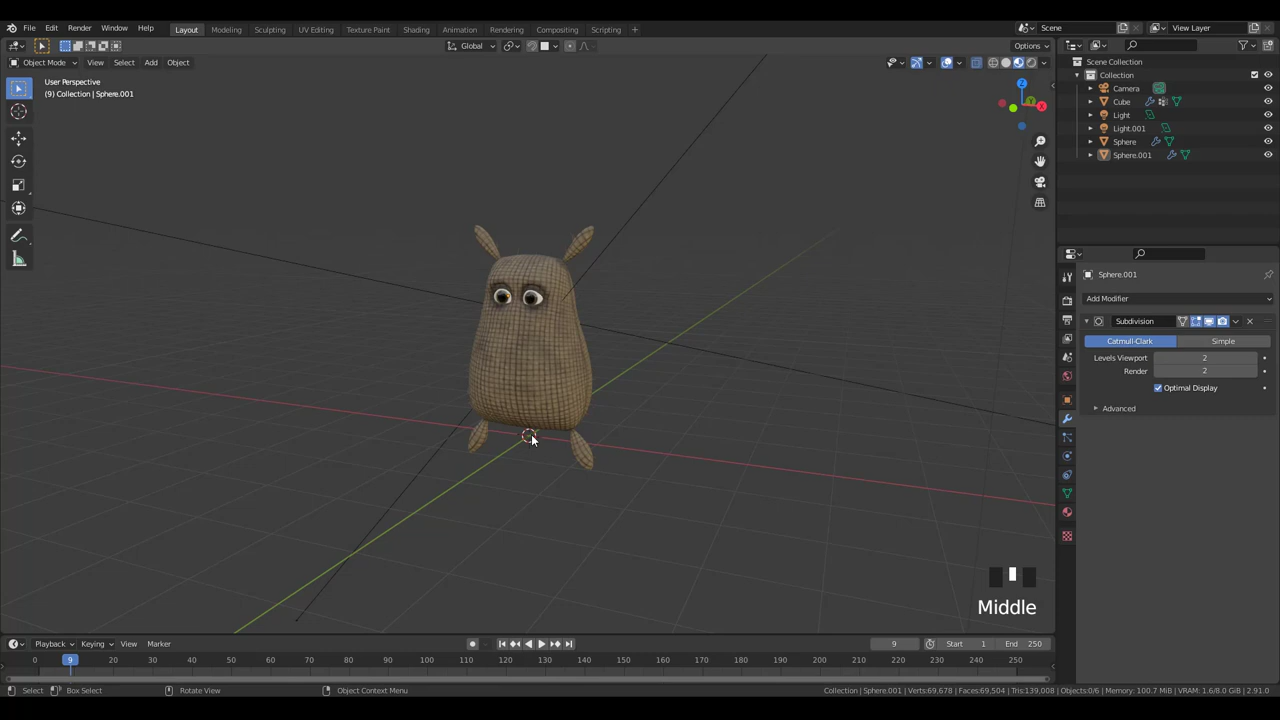 File Edit Render Window Help Layout Modeling Sculpting UV Editing Texture Paint Shading Animation Rendering Compositing Scripting + Scene View Layer
Global Options
Object Mode View Select Add Object
User Perspective
(9) Collection | Sphere.001
Z
Y
X
Scene Collection
Collection
Camera
Cube
Light
Light.001
Sphere
Sphere.001
Sphere.001
Add Modifier
Subdivision
Catmull-Clark Simple
Levels Viewport 2
Render 2
Optimal Display
Advanced
Middle
Playback Keying View Marker 9 Start 1 End 250
0 9 20 30 40 50 60 70 80 90 100 110 120 130 140 150 160 170 180 190 200 210 220 230 240 250
Select Box Select Rotate View Object Context Menu Collection | Sphere.001 | Verts:69,678 | Faces:69,504 | Tris:139,008 | Objects:0/6 | Memory: 100.7 MiB | VRAM: 1.6/8.0 GiB | 2.91.0